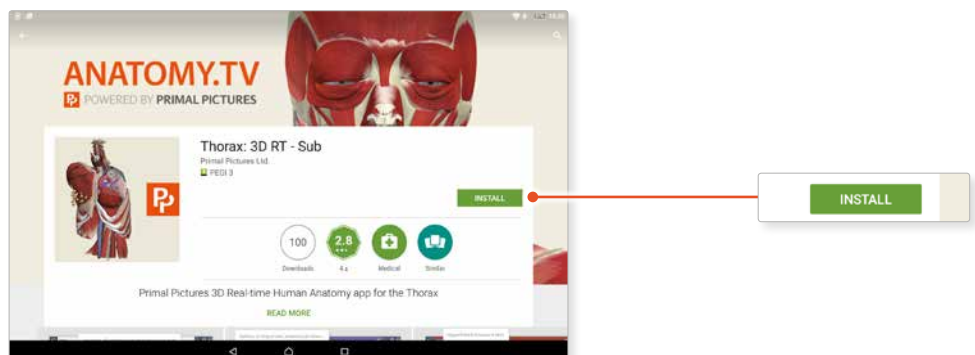 ANATOMY.TV
POWERED BY PRIMAL PICTURES
Thorax: 3D RT - Sub
Primal Pictures Ltd.
PEGI 3
INSTALL
INSTALL
100
2.8
Downloads
Medical
Similar
Primal Pictures 3D Real-time Human Anatomy app for the Thorax
READ MORE